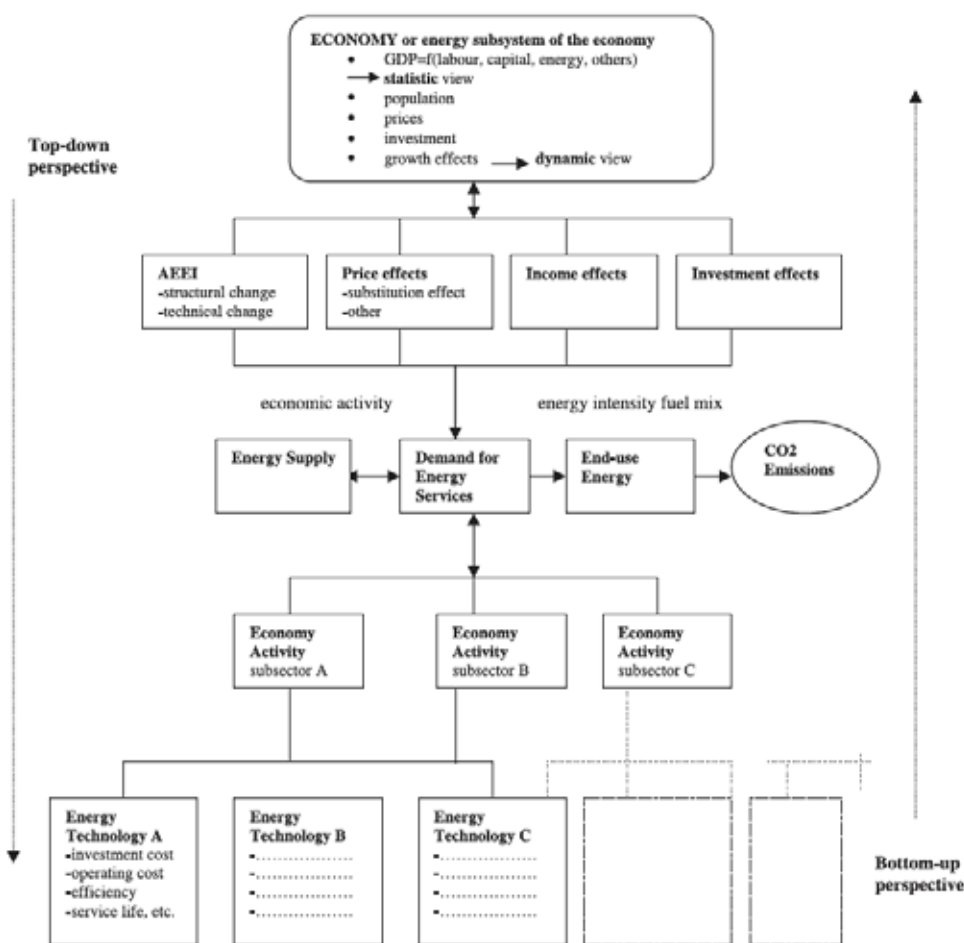 ECONOMY or energy subsystem of the economy
• GDP=f(labour, capital, energy, others)
statistic view
• population
• prices
• investment
• growth effects
dynamic view
Top-down
perspective
AEEI
-structural change
-technical change
Price effects
-substitution effect
-other
Income effects
Investment effects
economic activity
energy intensity fuel mix
Energy Supply
Demand for
Energy
Services
End-use
Energy
CO2
Emissions
Economy
Activity
subsector A
Economy
Activity
subsector B
Economy
Activity
subsector C
Energy
Technology A
-investment cost
-operating cost
-efficiency
-service life, etc.
Energy
Technology B
-....................
-....................
-....................
-....................
Energy
Technology C
-....................
-....................
-....................
-....................
Bottom-up
perspective